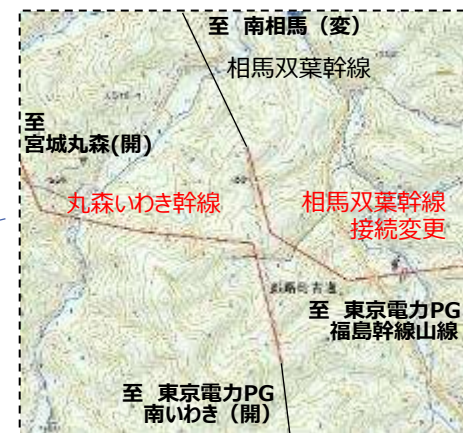 至 南相馬（変）
相馬双葉幹線
至
宮城丸森(開)
丸森いわき幹線
相馬双葉幹線
接続変更
至 東京電力PG
福島幹線山線
至 東京電力PG
南いわき（開）